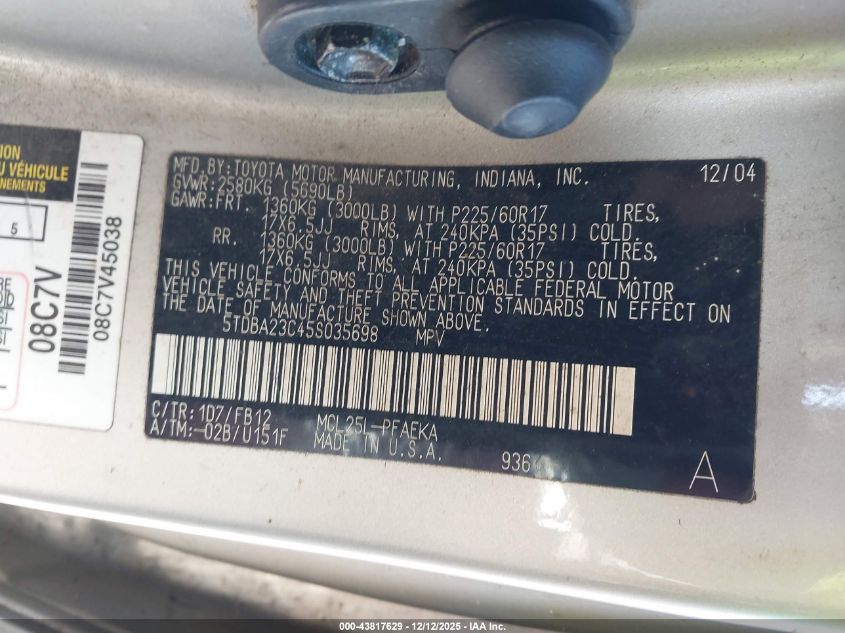 ION
U VÉHICULE
NEMENTS
5
08C7V
08C7V45038
MFD.BY:TOYOTA MOTOR MANUFACTURING, INDIANA, INC. 12/04
GVWR:2580KG (5690LB)
GAWR:FRT. 1360KG (3000LB) WITH P225/60R17 TIRES,
17X6.5JJ RIMS, AT 240KPA (35PSI) COLD.
RR. 1360KG (3000LB) WITH P225/60R17 TIRES,
17X6.5JJ RIMS, AT 240KPA (35PSI) COLD.
THIS VEHICLE CONFORMS TO ALL APPLICABLE FEDERAL MOTOR
VEHICLE SAFETY AND THEFT PREVENTION STANDARDS IN EFFECT ON
THE DATE OF MANUFACTURE SHOWN ABOVE.
5TDBA23C45S035698 MPV
C/TR:1D7/FB12 MCL25L-PFAEKA
A/TM:-02B/U151F MADE IN U.S.A. 936 A
000-43817629 - 12/12/2025 - IAA Inc.